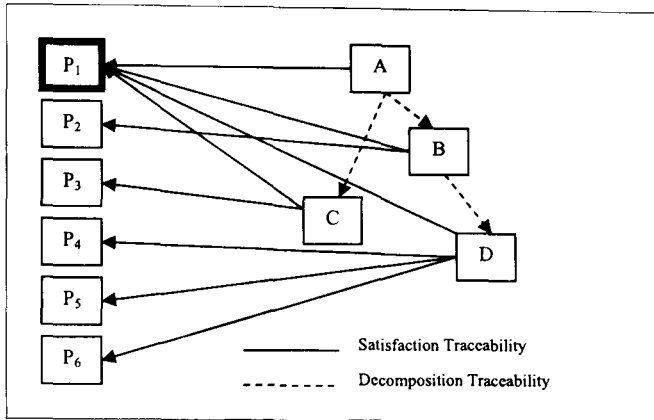 P₁
A
P₂
B
P₃
C
P₄
D
P₅
P₆
Satisfaction Traceability
Decomposition Traceability